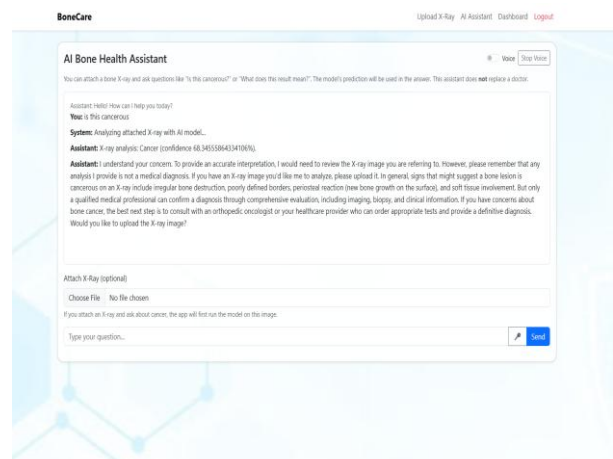 BoneCare
Upload X-Ray AI Assistant Dashboard Logout
AI Bone Health Assistant
Voice Stop Voice
You can attach a bone X-ray and ask questions like "Is this cancerous?" or "What does this result mean?". The model's prediction will be used in the answer. This assistant does not replace a doctor.
Assistant: Hello! How can I help you today?
You: is this cancerous
System: Analyzing attached X-ray with AI model...
Assistant: X-ray analysis: Cancer (confidence 68.34555864334106%).
Assistant: I understand your concern. To provide an accurate interpretation, I would need to review the X-ray image you are referring to. However, please remember that any
analysis I provide is not a medical diagnosis. If you have an X-ray image you'd like me to analyze, please upload it. In general, signs that might suggest a bone lesion is
cancerous on an X-ray include irregular bone destruction, poorly defined borders, periosteal reaction (new bone growth on the surface), and soft tissue involvement. But only
a qualified medical professional can confirm a diagnosis through comprehensive evaluation, including imaging, biopsy, and clinical information. If you have concerns about
bone cancer, the best next step is to consult with an orthopedic oncologist or your healthcare provider who can order appropriate tests and provide a definitive diagnosis.
Would you like to upload the X-ray image?
Attach X-Ray (optional)
Choose File No file chosen
If you attach an X-ray and ask about cancer, the app will first run the model on this image.
Type your question...
Send